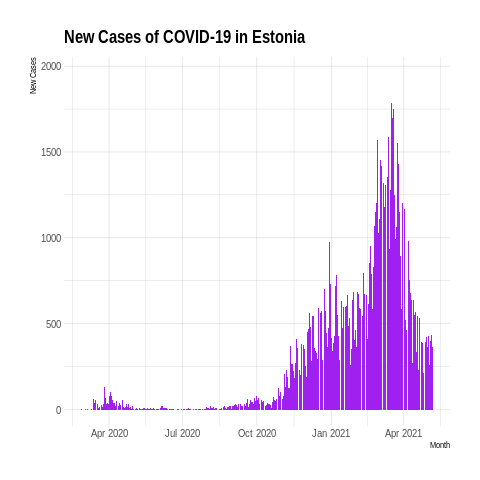 New Cases of COVID-19 in Estonia
New Cases
2000
1500
1000
500
0
Apr 2020 Jul 2020 Oct 2020 Jan 2021 Apr 2021
Month